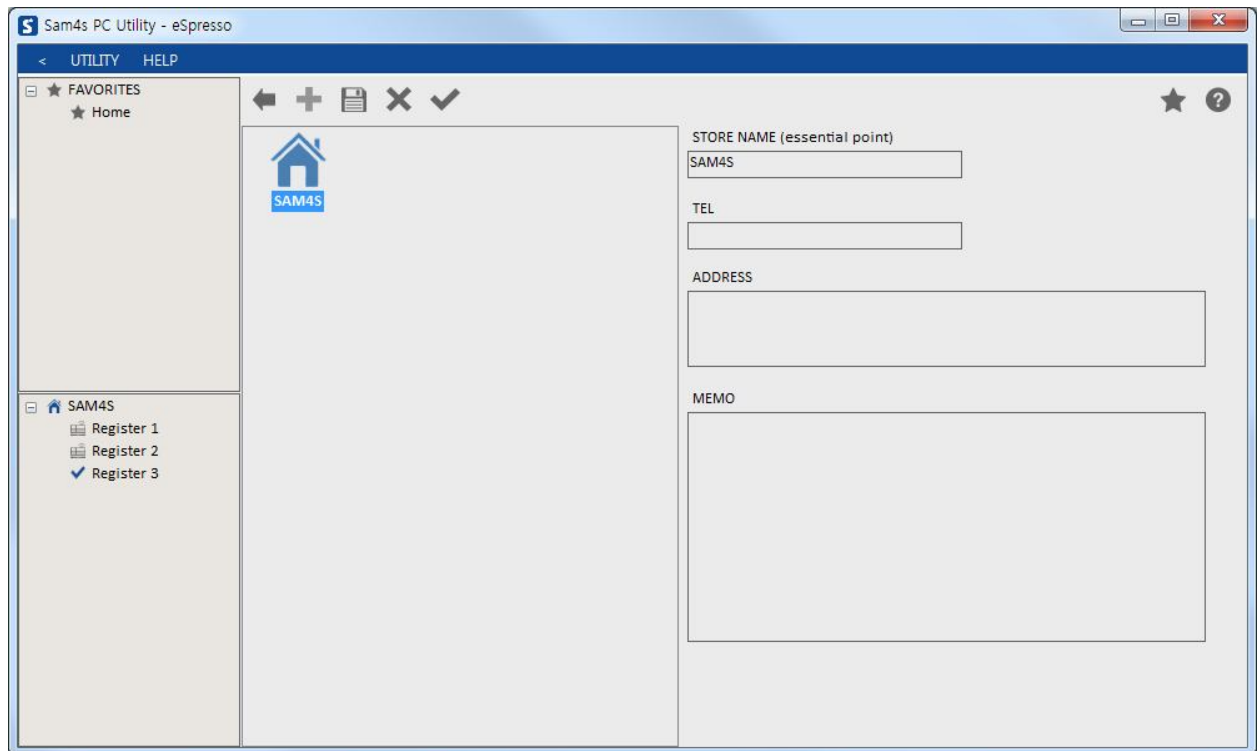 Sam4s PC Utility - eSpresso
< UTILITY HELP
FAVORITES
Home
SAM4S
Register 1
Register 2
Register 3
SAM4S
STORE NAME (essential point)
SAM4S
TEL
ADDRESS
MEMO